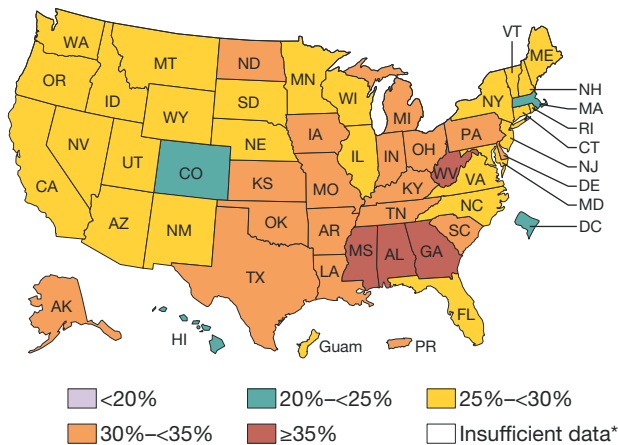 WA
VT
ME
MT
ND
OR
MN
NH
ID
SD
WI
NY
MA
WY
MI
RI
IA
PA
CT
NV
NE
OH
NJ
UT
IL
IN
DE
CO
WV
VA
MD
CA
KS
MO
KY
NC
DC
AZ
NM
OK
AR
TN
SC
MS
AL
GA
TX
LA
AK
FL
HI
Guam
PR
<20%
20%–<25%
25%–<30%
30%–<35%
≥35%
Insufficient data*